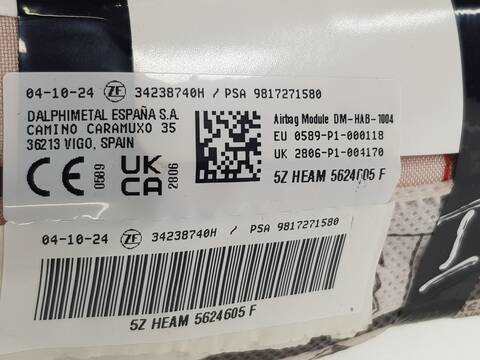 04-10-24 ZF 34238740H / PSA 9817271580
DALPHIMETAL ESPAÑA S.A.
CAMINO CARAMUXO 35
36213 VIGO, SPAIN
Airbag Module DM-HAB-1004
EU 0589-P1-000118
UK 2806-P1-004170
CE 0589 UK CA 2806
5Z HEAM 5624605 F
04-10-24 ZF 34238740H / PSA 9817271580
5Z HEAM 5624605 F